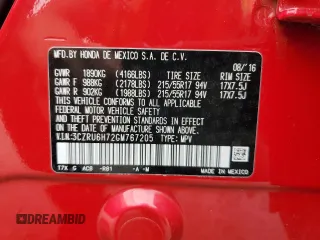 MFD.BY HONDA DE MEXICO S.A. DE C.V.
08/'16
GVWR 1890KG (4166LBS) TIRE SIZE RIM SIZE
GAWR F 988KG (2178LBS) 215/55R17 94V 17X7.5J
GAWR R 902KG (1988LBS) 215/55R17 94V 17X7.5J
THIS VEHICLE CONFORMS TO ALL APPLICABLE
FEDERAL MOTOR VEHICLE SAFETY AND THEFT
PREVENTION STANDARDS IN EFFECT ON THE DATE
OF MANUFACTURE SHOWN ABOVE.
V.I.N.:3CZRU6H72GM767205 TYPE:MPV
T7X G AC8 -R81 -A -M
MADE IN MEXICO
DREAMBID